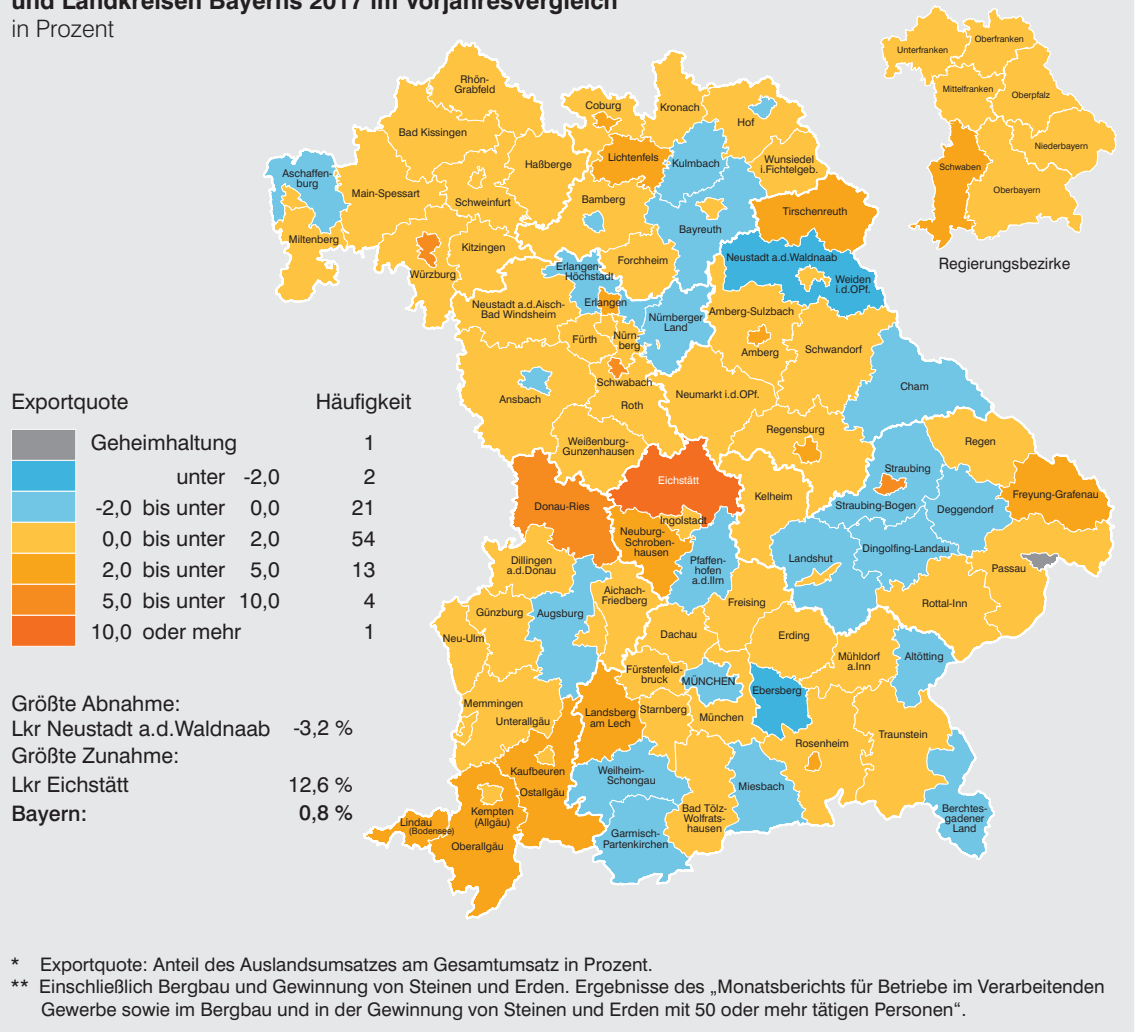 und Landkreisen Bayerns 2017 im Vorjahresvergleich
in Prozent
Rhön-
Grabfeld
Coburg
Kronach
Hof
Bad Kissingen
Lichtenfels
Kulmbach
Wunsiedel
i.Fichtelgeb.
Haßberge
Aschaffen-
burg
Main-Spessart
Schweinfurt
Bamberg
Bayreuth
Tirschenreuth
Miltenberg
Würzburg
Kitzingen
Forchheim
Erlangen-
Höchstadt
Neustadt a.d.Waldnaab
Weiden
i.d.OPf.
Neustadt a.d.Aisch-
Bad Windsheim
Erlangen
Nürnberger
Land
Amberg-Sulzbach
Fürth
Nürn-
berg
Amberg
Schwandorf
Schwabach
Ansbach
Roth
Neumarkt i.d.OPf.
Cham
Weißenburg-
Gunzenhausen
Regensburg
Regen
Straubing
Eichstätt
Kelheim
Donau-Ries
Straubing-Bogen
Deggendorf
Freyung-Grafenau
Ingolstadt
Neuburg-
Schroben-
hausen
Dillingen
a.d.Donau
Pfaffen-
hofen
a.d.Ilm
Landshut
Dingolfing-Landau
Passau
Aichach-
Friedberg
Günzburg
Augsburg
Freising
Rottal-Inn
Neu-Ulm
Dachau
Erding
Mühldorf
a.Inn
Altötting
Fürstenfeld-
bruck
MÜNCHEN
Ebersberg
Memmingen
Unterallgäu
Landsberg
am Lech
Starnberg
München
Rosenheim
Traunstein
Kaufbeuren
Ostallgäu
Weilheim-
Schongau
Miesbach
Bad Tölz-
Wolfrats-
hausen
Berchtes-
gadener
Land
Lindau
(Bodensee)
Kempten
(Allgäu)
Oberallgäu
Garmisch-
Partenkirchen
Unterfranken
Oberfranken
Mittelfranken
Oberpfalz
Niederbayern
Schwaben
Oberbayern
Regierungsbezirke
Exportquote Häufigkeit
Geheimhaltung 1
unter -2,0 2
-2,0 bis unter 0,0 21
0,0 bis unter 2,0 54
2,0 bis unter 5,0 13
5,0 bis unter 10,0 4
10,0 oder mehr 1
Größte Abnahme:
Lkr Neustadt a.d.Waldnaab -3,2 %
Größte Zunahme:
Lkr Eichstätt 12,6 %
Bayern: 0,8 %
* Exportquote: Anteil des Auslandsumsatzes am Gesamtumsatz in Prozent.
** Einschließlich Bergbau und Gewinnung von Steinen und Erden. Ergebnisse des „Monatsberichts für Betriebe im Verarbeitenden
Gewerbe sowie im Bergbau und in der Gewinnung von Steinen und Erden mit 50 oder mehr tätigen Personen“.